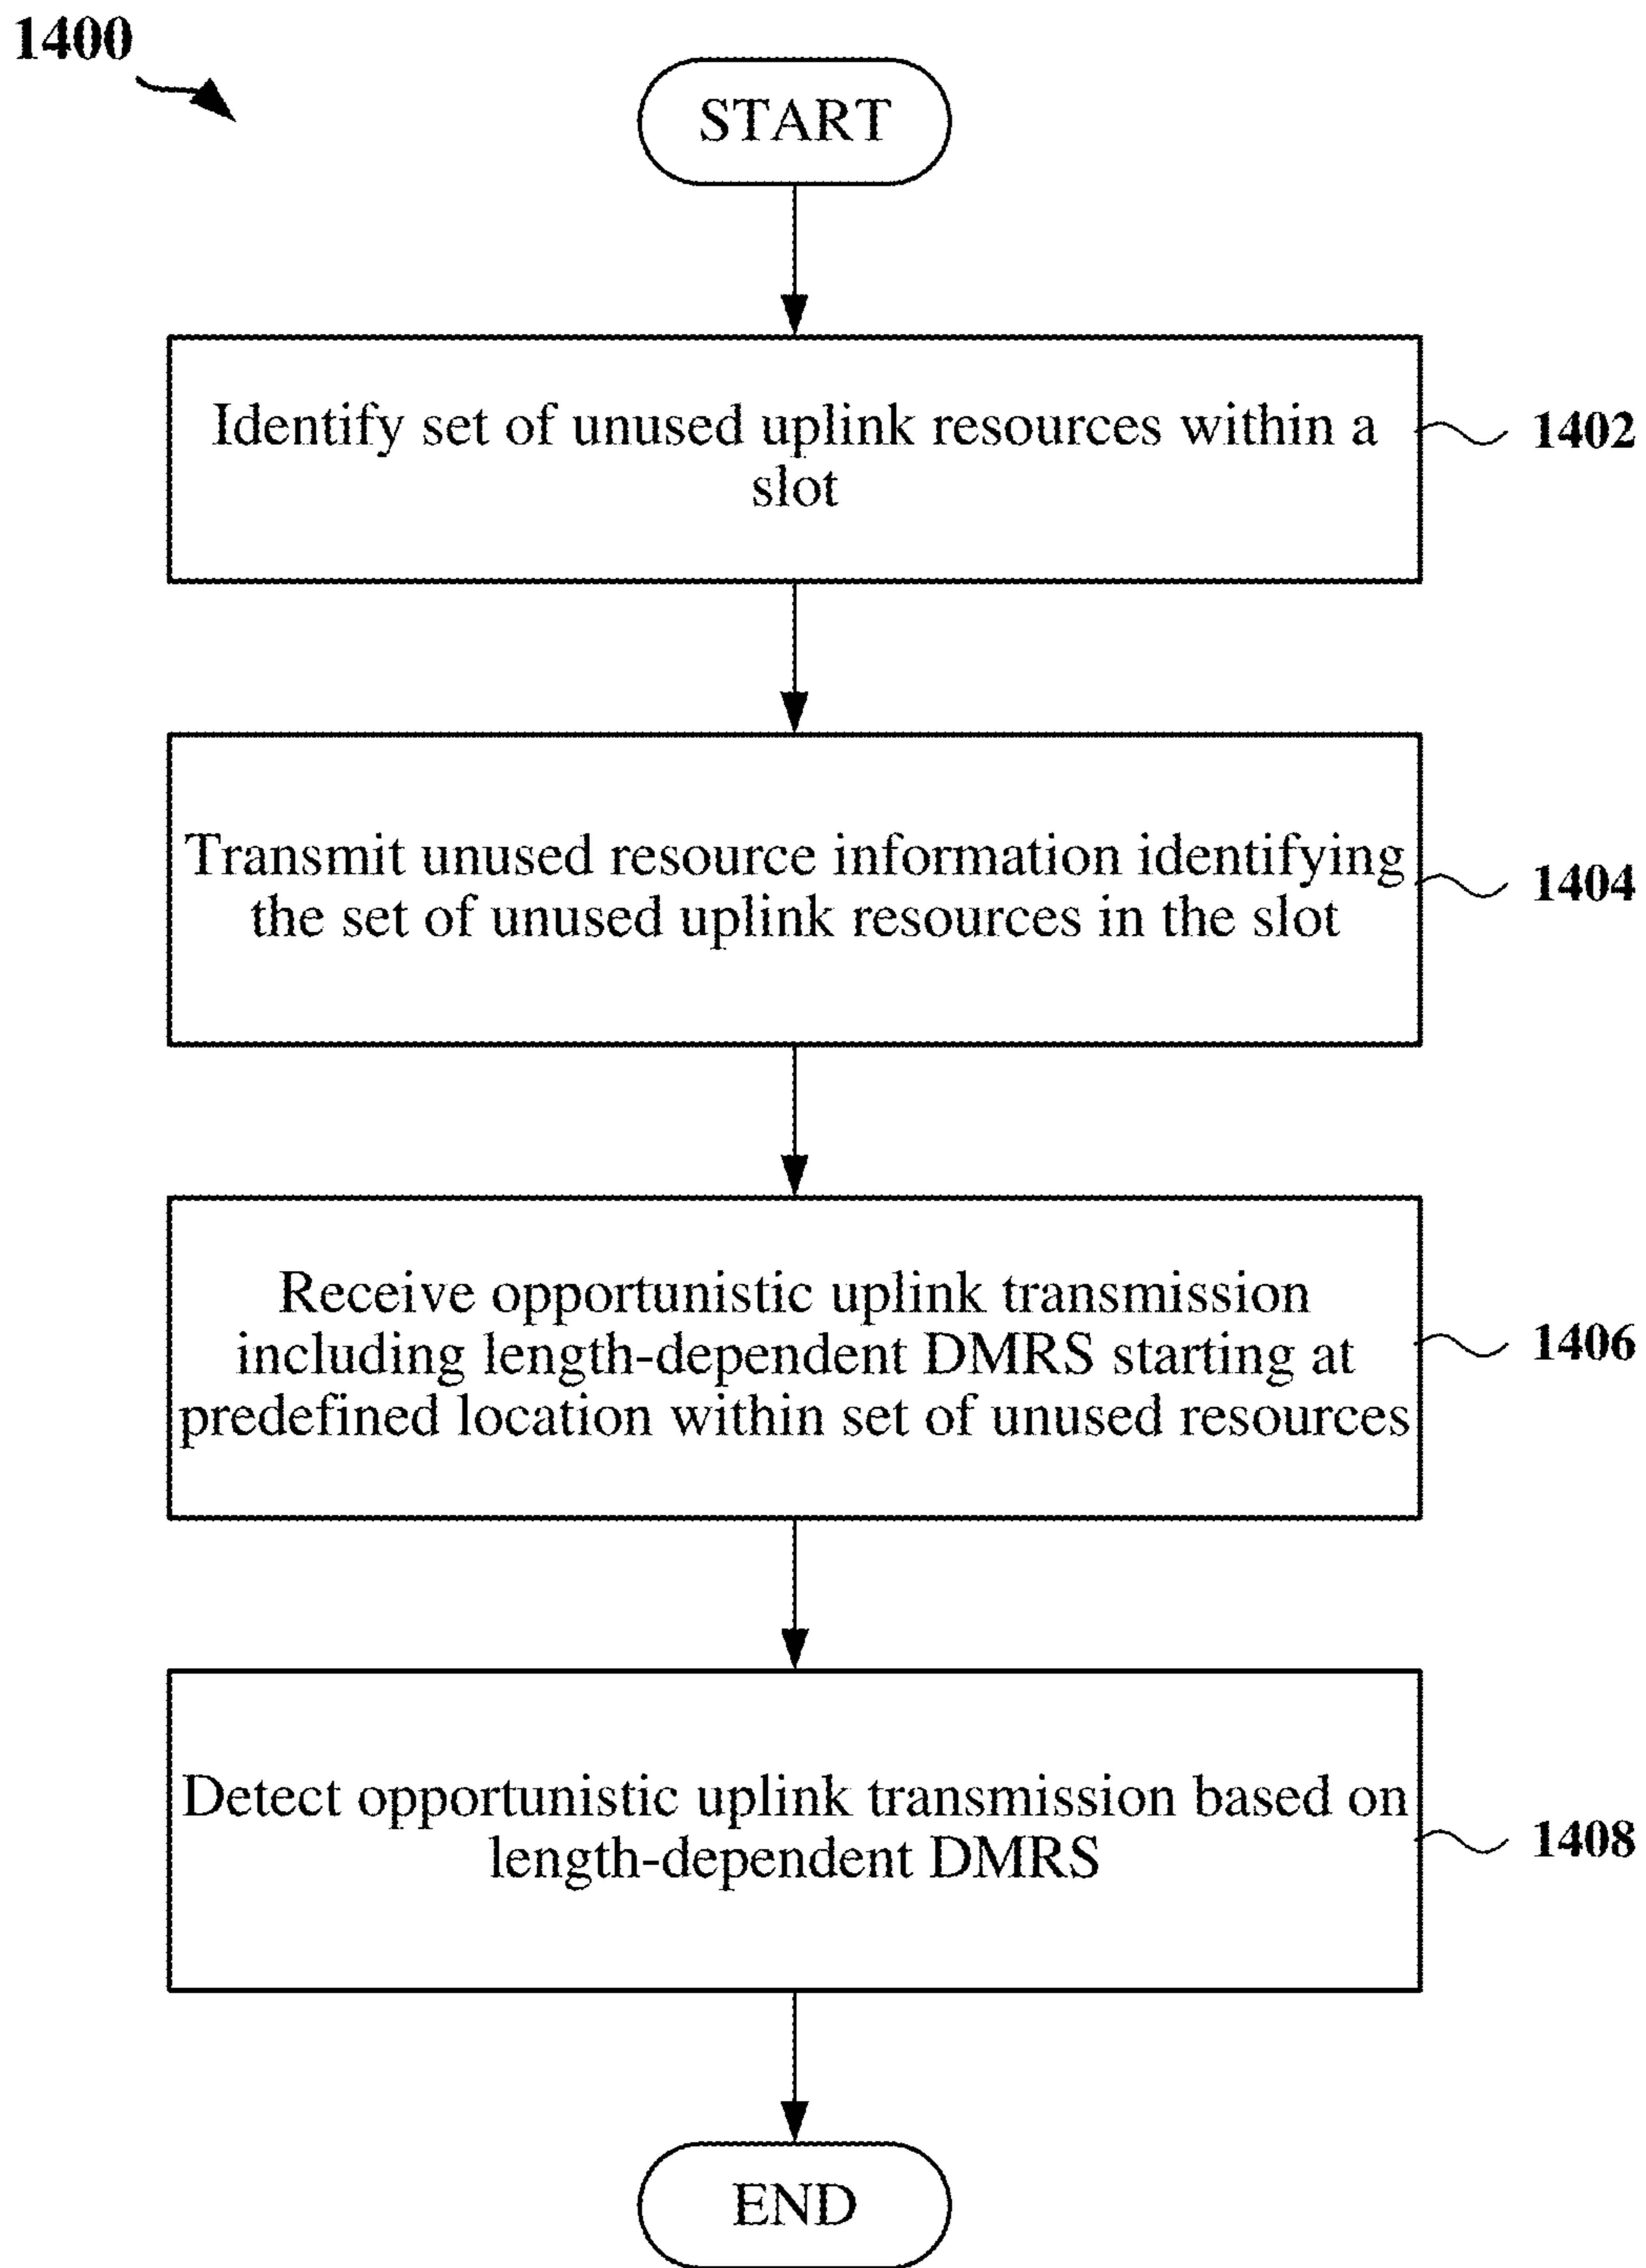 1400
START
Identify set of unused uplink resources within a
slot
1402
Transmit unused resource information identifying
the set of unused uplink resources in the slot
1404
Receive opportunistic uplink transmission
including length-dependent DMRS starting at
predefined location within set of unused resources
1406
Detect opportunistic uplink transmission based on
length-dependent DMRS
1408
END